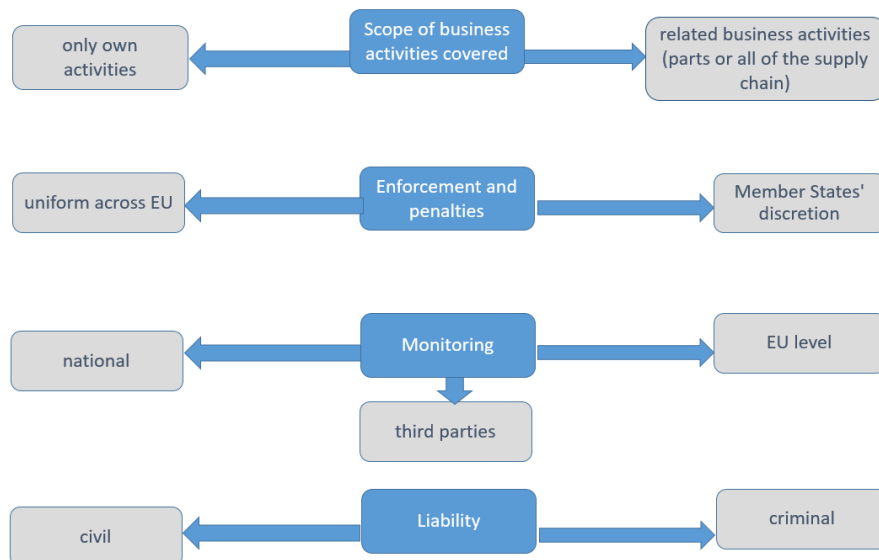 only own
activities
Scope of business
activities covered
related business activities
(parts or all of the supply
chain)
uniform across EU
Enforcement and
penalties
Member States'
discretion
national
Monitoring
EU level
third parties
civil
Liability
criminal